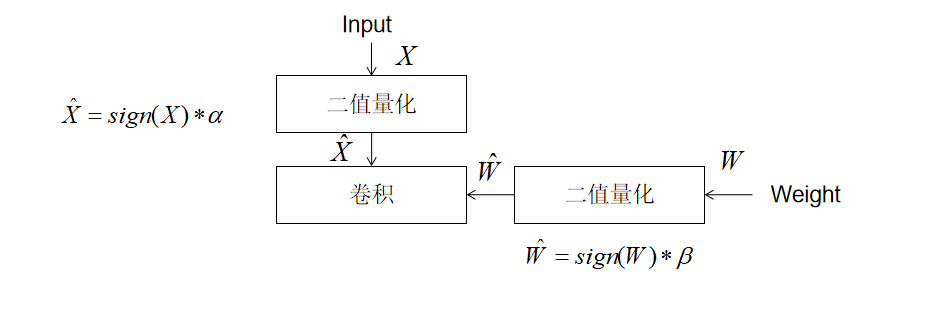 Input
X
二值量化
X̂ = sign(X) * α
X̂
Ŵ
W
卷积
二值量化
Weight
Ŵ = sign(W) * β